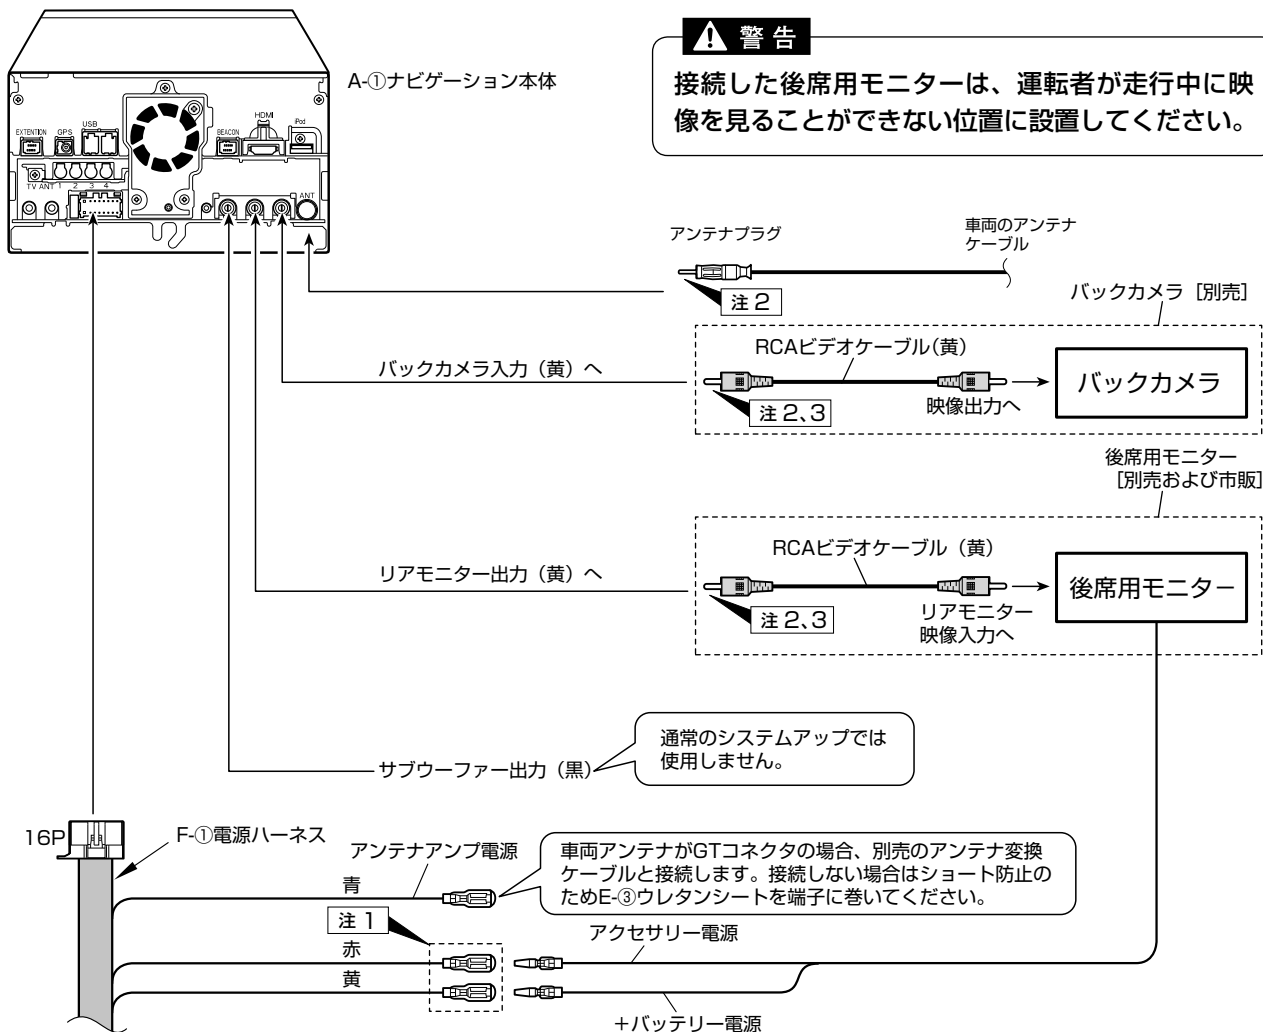 A-①ナビゲーション本体
警告
接続した後席用モニターは、運転者が走行中に映
像を見ることができない位置に設置してください。
EXTENTION
GPS
USB
BEACON
HDMI
iPod
TV ANT 1 2 3 4
ANT
アンテナプラグ
車両のアンテナ
ケーブル
注2
バックカメラ [別売]
バックカメラ入力(黄)へ
RCAビデオケーブル(黄)
注2、3
映像出力へ
バックカメラ
後席用モニター
[別売および市販]
リアモニター出力(黄)へ
RCAビデオケーブル(黄)
注2、3
リアモニター
映像入力へ
後席用モニター
サブウーファー出力(黒)
通常のシステムアップでは
使用しません。
16P
F-①電源ハーネス
アンテナアンプ電源
車両アンテナがGTコネクタの場合、別売のアンテナ変換
ケーブルと接続します。接続しない場合はショート防止の
ためE-③ウレタンシートを端子に巻いてください。
青
注1
赤
アクセサリー電源
黄
+バッテリー電源